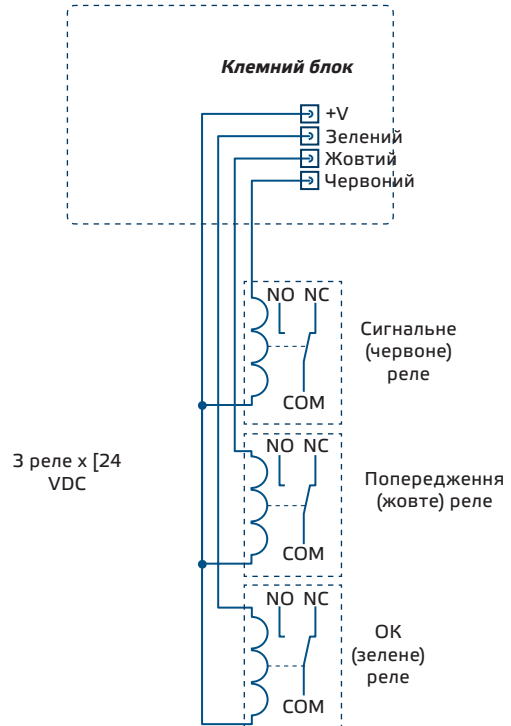 Клемний блок
+V
Зелений
Жовтий
Червоний
NO NC
COM
Сигнальне
(червоне)
реле
3 реле x [24
VDC
NO NC
COM
Попередження
(жовте) реле
NO NC
COM
ОК
(зелене)
реле